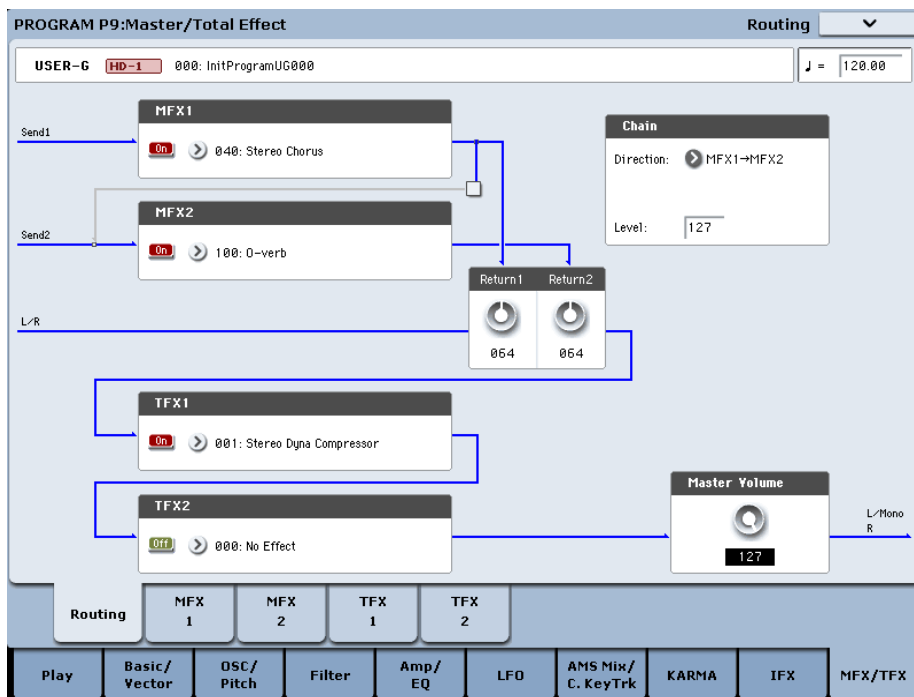 PROGRAM P9:Master/Total Effect Routing
USER-G HD-1 000: InitProgramUG000 ♩ = 120.00
MFX1
Send1
On 040: Stereo Chorus
Chain
Direction: MFX1→MFX2
Level: 127
MFX2
Send2
On 100: O-verb
Return1 Return2
064 064
L/R
TFX1
On 001: Stereo Dyna Compressor
TFX2
Off 000: No Effect
Master Volume
127
L/Mono
R
Routing
MFX
1
MFX
2
TFX
1
TFX
2
Play
Basic/
Vector
OSC/
Pitch
Filter
Amp/
EQ
LFO
AMS Mix/
C. KeyTrk
KARMA
IFX
MFX/TFX